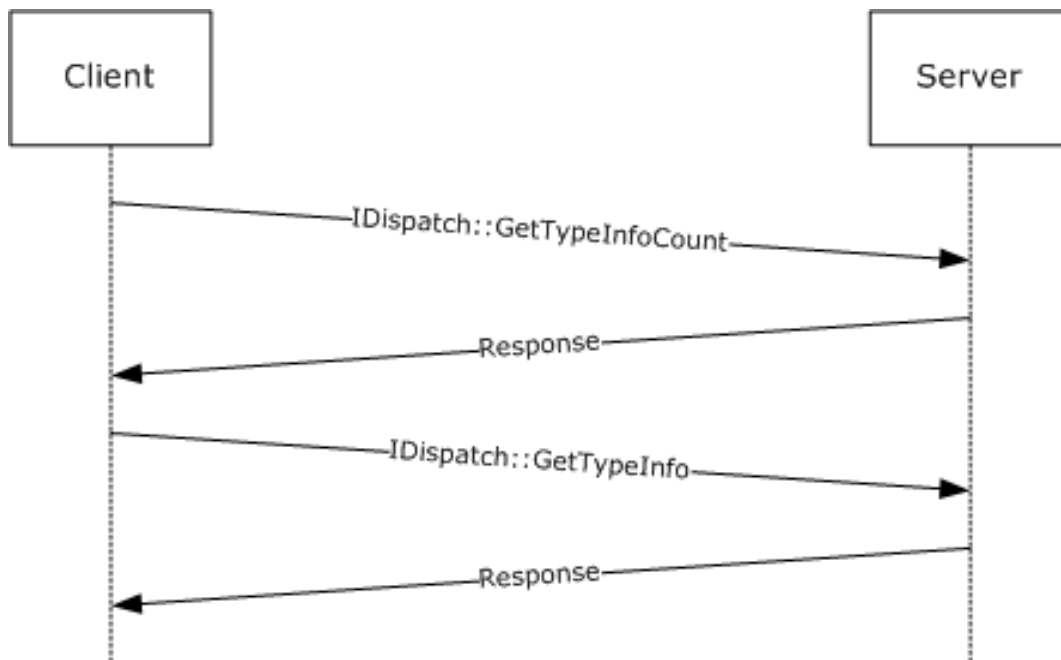 Client
Server
IDispatch::GetTypeInfoCount
Response
IDispatch::GetTypeInfo
Response